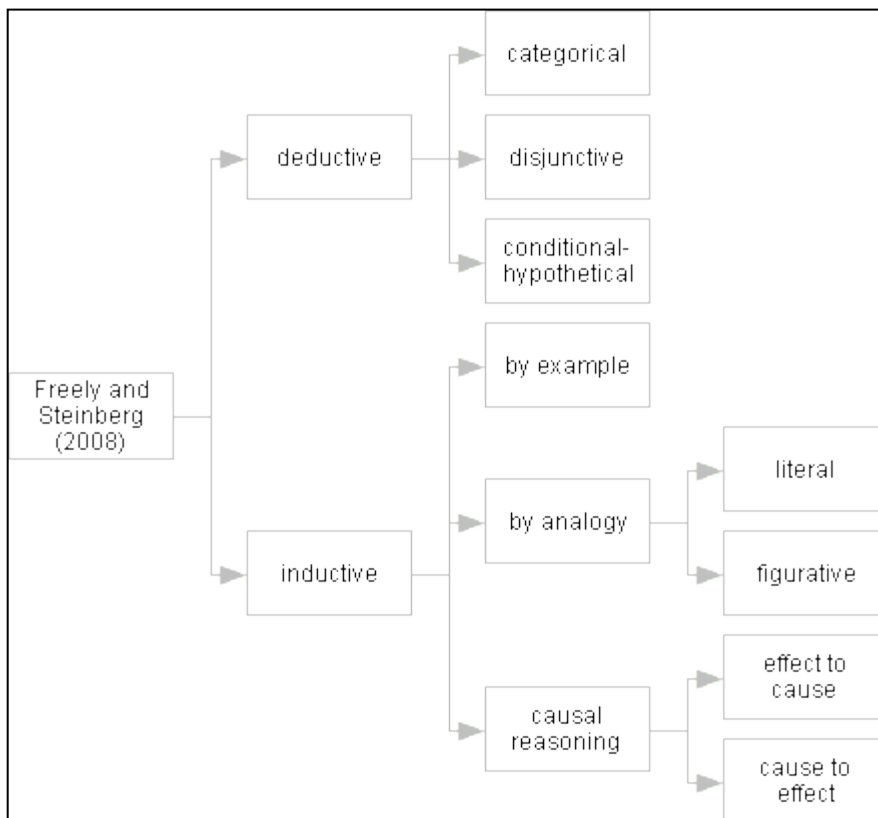 categorical
deductive
disjunctive
conditional-
hypothetical
Freely and
Steinberg
(2008)
by example
inductive
by analogy
literal
figurative
causal
reasoning
effect to
cause
cause to
effect